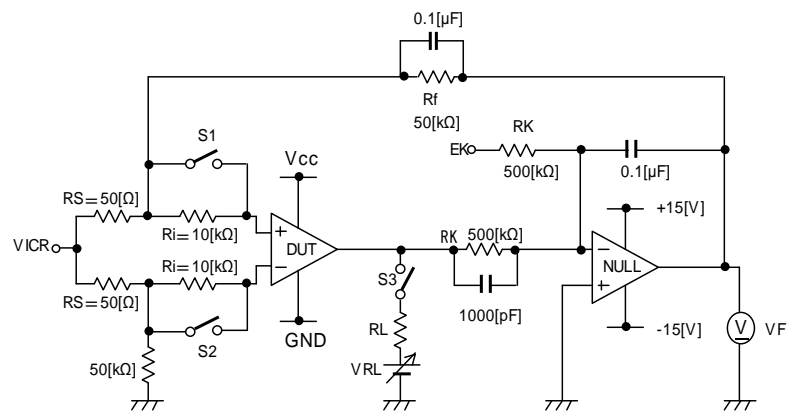 0.1[μF]
Rf
50[kΩ]
S1
Vcc
EK
RK
500[kΩ]
0.1[μF]
RS=50[Ω]
Ri=10[kΩ]
+15[V]
VICR
+
DUT
−
RK
500[kΩ]
−
NULL
+
Ri=10[kΩ]
RS=50[Ω]
S3
1000[pF]
V
VF
GND
-15[V]
S2
RL
50[kΩ]
VRL